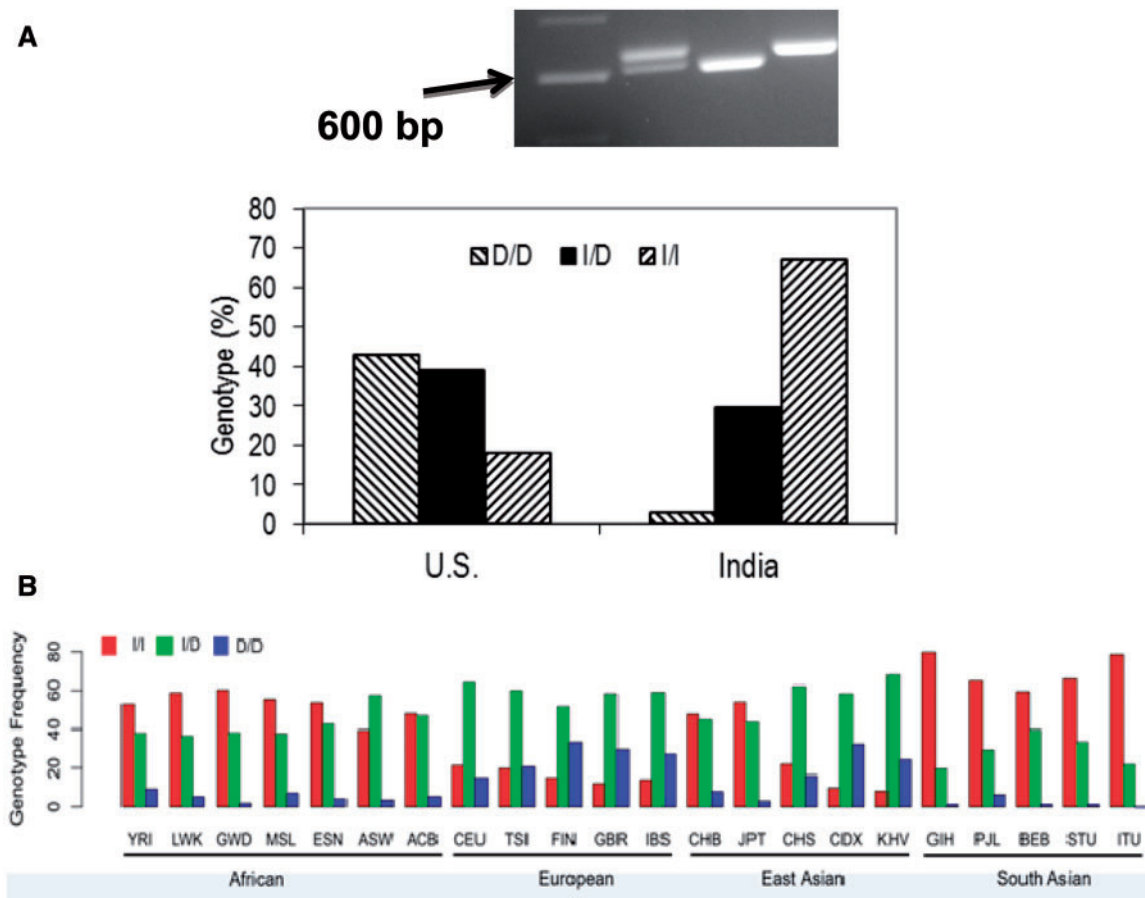 A
600 bp
80
70
60
50
40
30
20
10
0
Genotype (%)
D/D I/D I/I
U.S. India
B
Genotype Frequency
I/I I/D D/D
80
60
40
20
0
YRI LWK GWD MSL ESN ASW ACB CEU TSI FIN GBR IBS CHB JPT CHS CDX KHV GIH PJL BEB STU ITU
African European East Asian South Asian